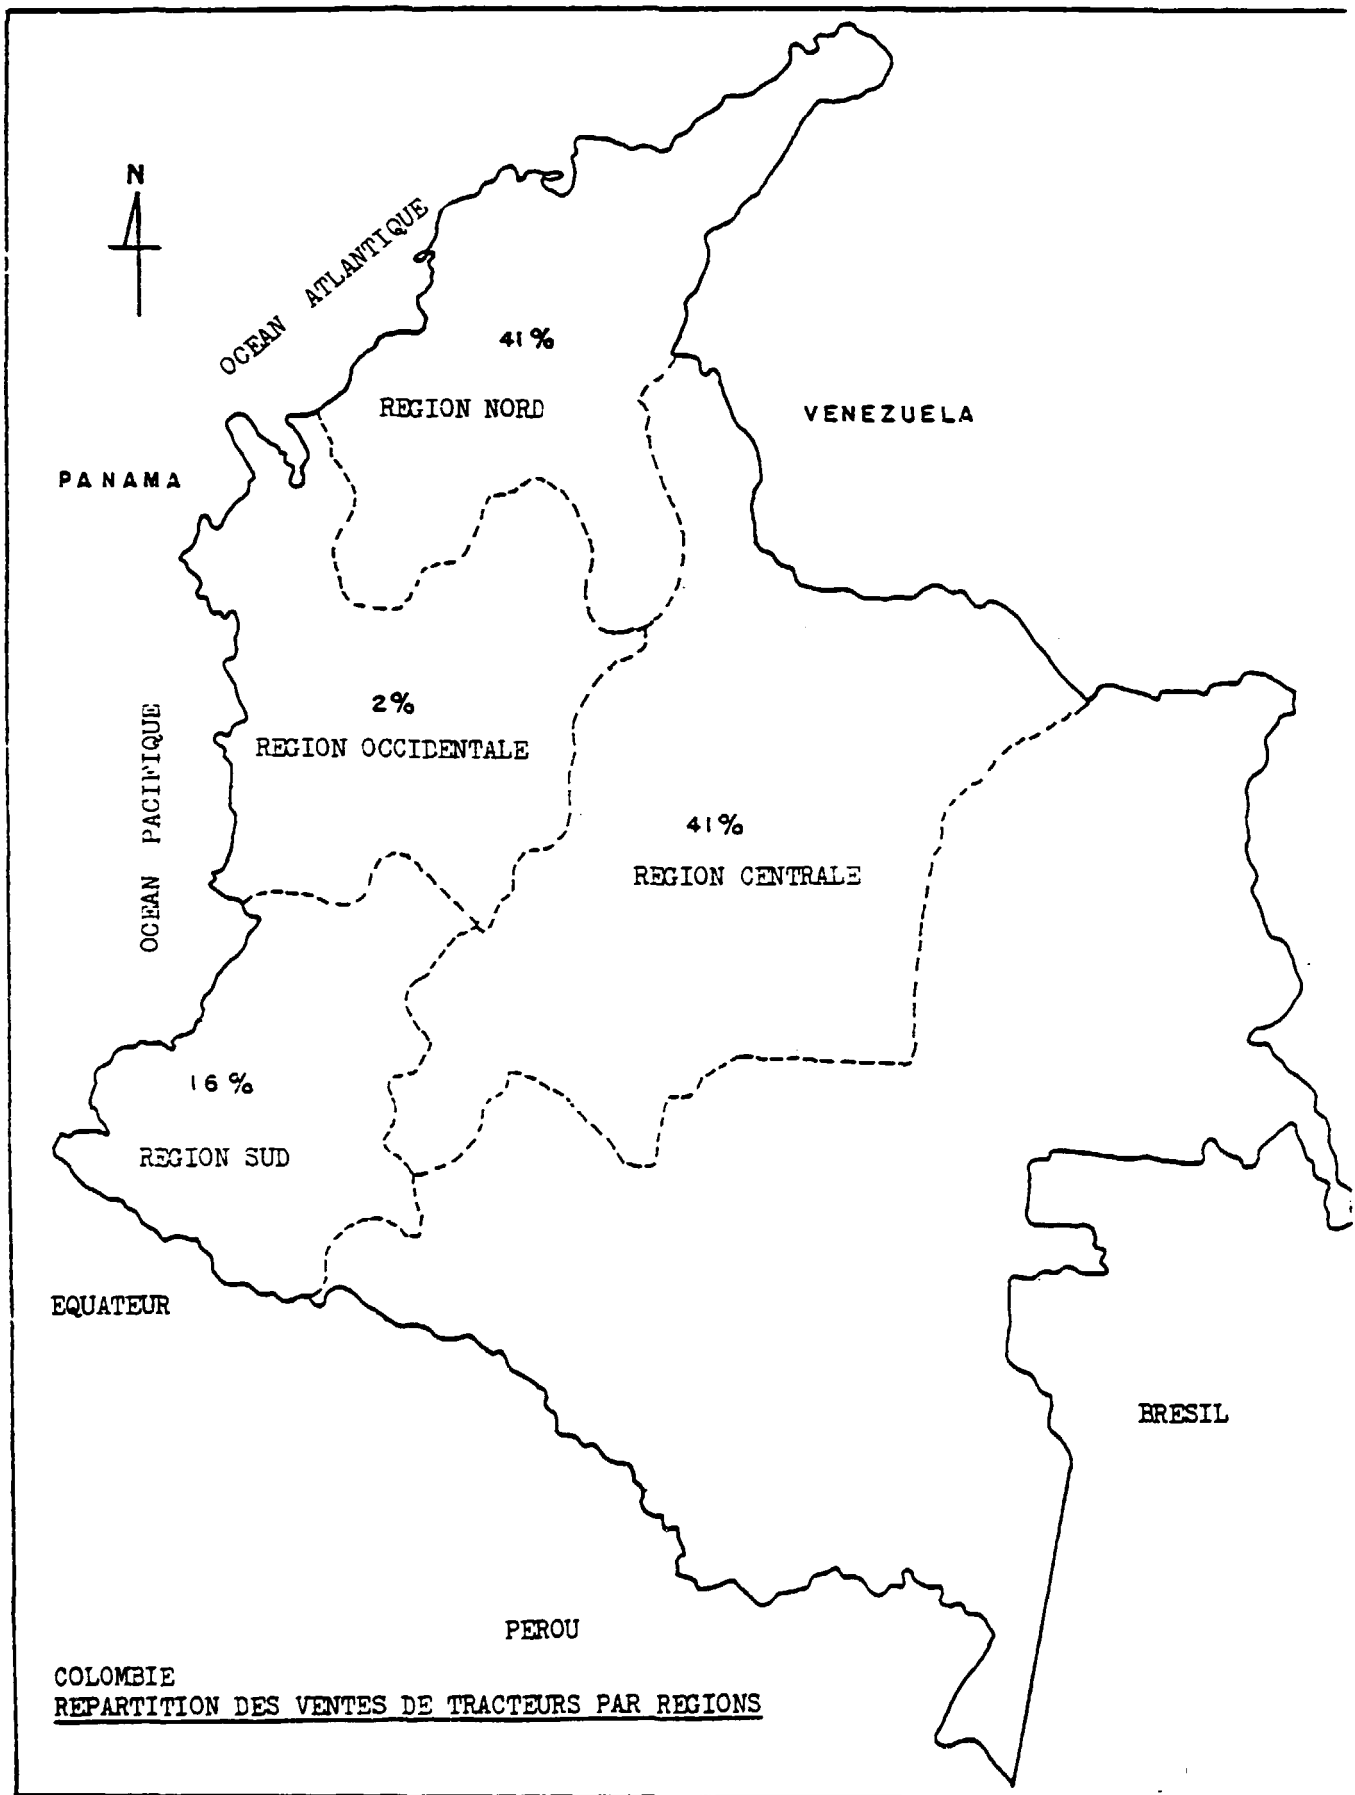 N
OCEAN ATLANTIQUE
41%
REGION NORD
VENEZUELA
PANAMA
2%
REGION OCCIDENTALE
OCEAN PACIFIQUE
41%
REGION CENTRALE
16%
REGION SUD
EQUATEUR
BRESIL
PEROU
COLOMBIE
REPARTITION DES VENTES DE TRACTEURS PAR REGIONS